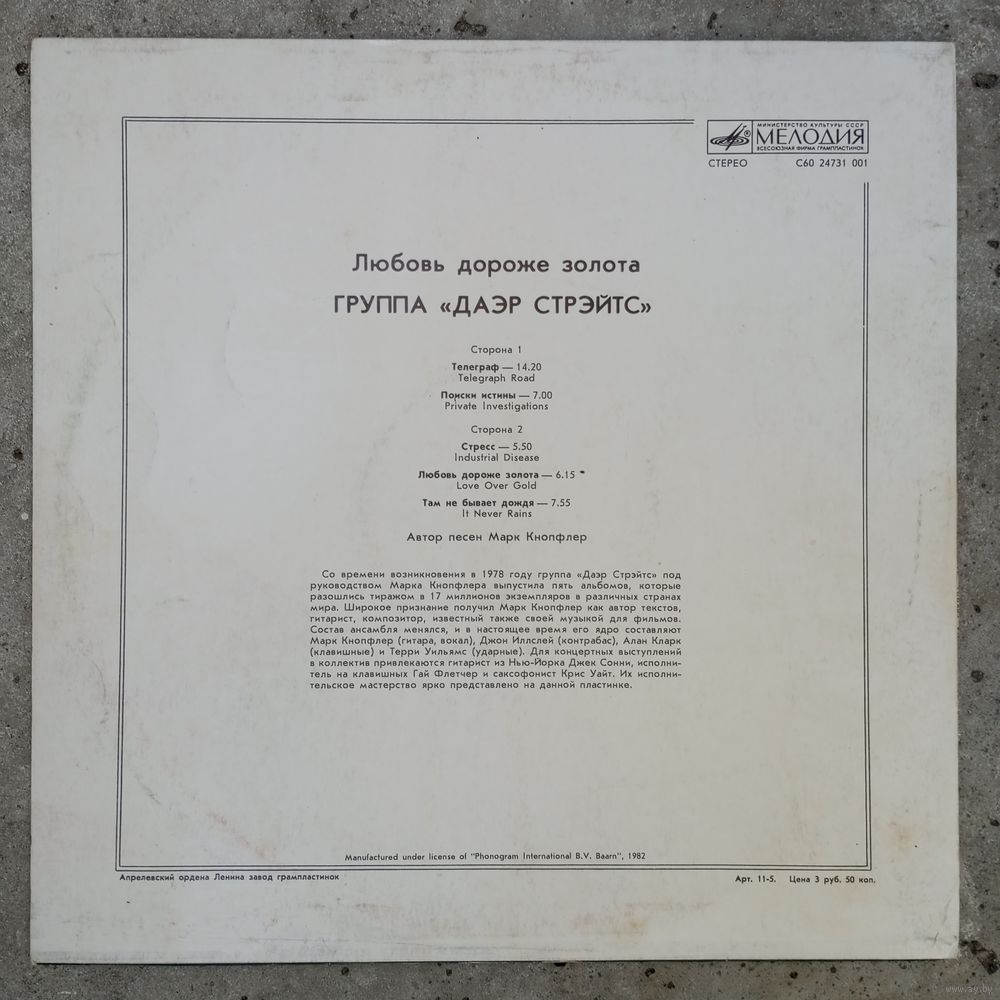 МИНИСТЕРСТВО КУЛЬТУРЫ СССР
МЕЛОДИЯ
ВСЕСОЮЗНАЯ ФИРМА ГРАМПЛАСТИНОК
СТЕРЕО С60 24731 001
Любовь дороже золота
ГРУППА «ДАЭР СТРЭЙТС»
Сторона 1
Телеграф — 14.20
Telegraph Road
Поиски истины — 7.00
Private Investigations
Сторона 2
Стресс — 5.50
Industrial Disease
Любовь дороже золота — 6.15
Love Over Gold
Там не бывает дождя — 7.55
It Never Rains
Автор песен Марк Кнопфлер
Со времени возникновения в 1978 году группа «Даэр Стрэйтс» под
руководством Марка Кнопфлера выпустила пять альбомов, которые
разошлись тиражом в 17 миллионов экземпляров в различных странах
мира. Широкое признание получил Марк Кнопфлер как автор текстов,
гитарист, композитор, известный также своей музыкой для фильмов.
Состав ансамбля менялся, и в настоящее время его ядро составляют
Марк Кнопфлер (гитара, вокал), Джон Иллслей (контрабас), Алан Кларк
(клавишные) и Терри Уильямс (ударные). Для концертных выступлений
в коллектив привлекаются гитарист из Нью-Йорка Джек Сонни, исполни-
тель на клавишных Гай Флетчер и саксофонист Крис Уайт. Их исполни-
тельское мастерство ярко представлено на данной пластинке.
Manufactured under license of "Phonogram International B.V. Baarn", 1982
Апрелевский ордена Ленина завод грампластинок Арт. 11-5. Цена 3 руб. 50 коп.
www.ay.by